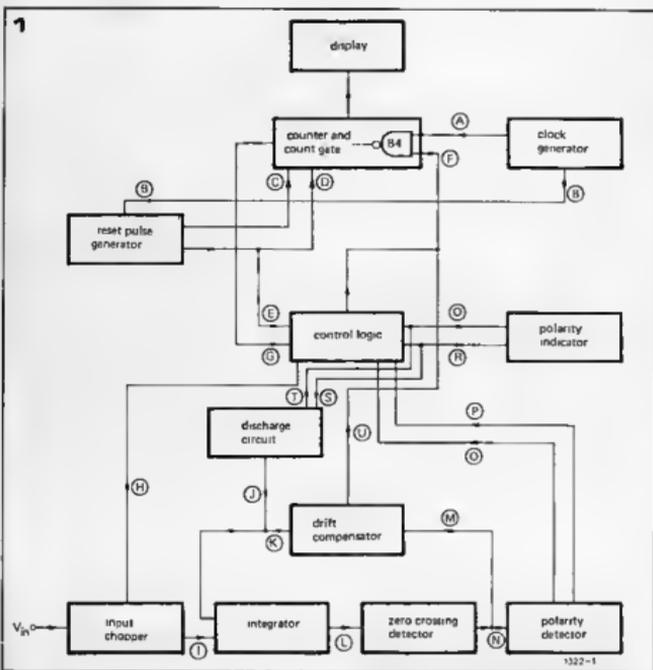 1
display
counter and
count gate
B4
A
F
clock
generator
C
D
B
B
reset pulse
generator
E
G
control logic
O
R
polarity
indicator
T
S
P
O
discharge
circuit
U
H
J
K
drift
compensator
M
Vin
input
chopper
I
integrator
L
zero crossing
detector
N
polarity
detector
1322-1